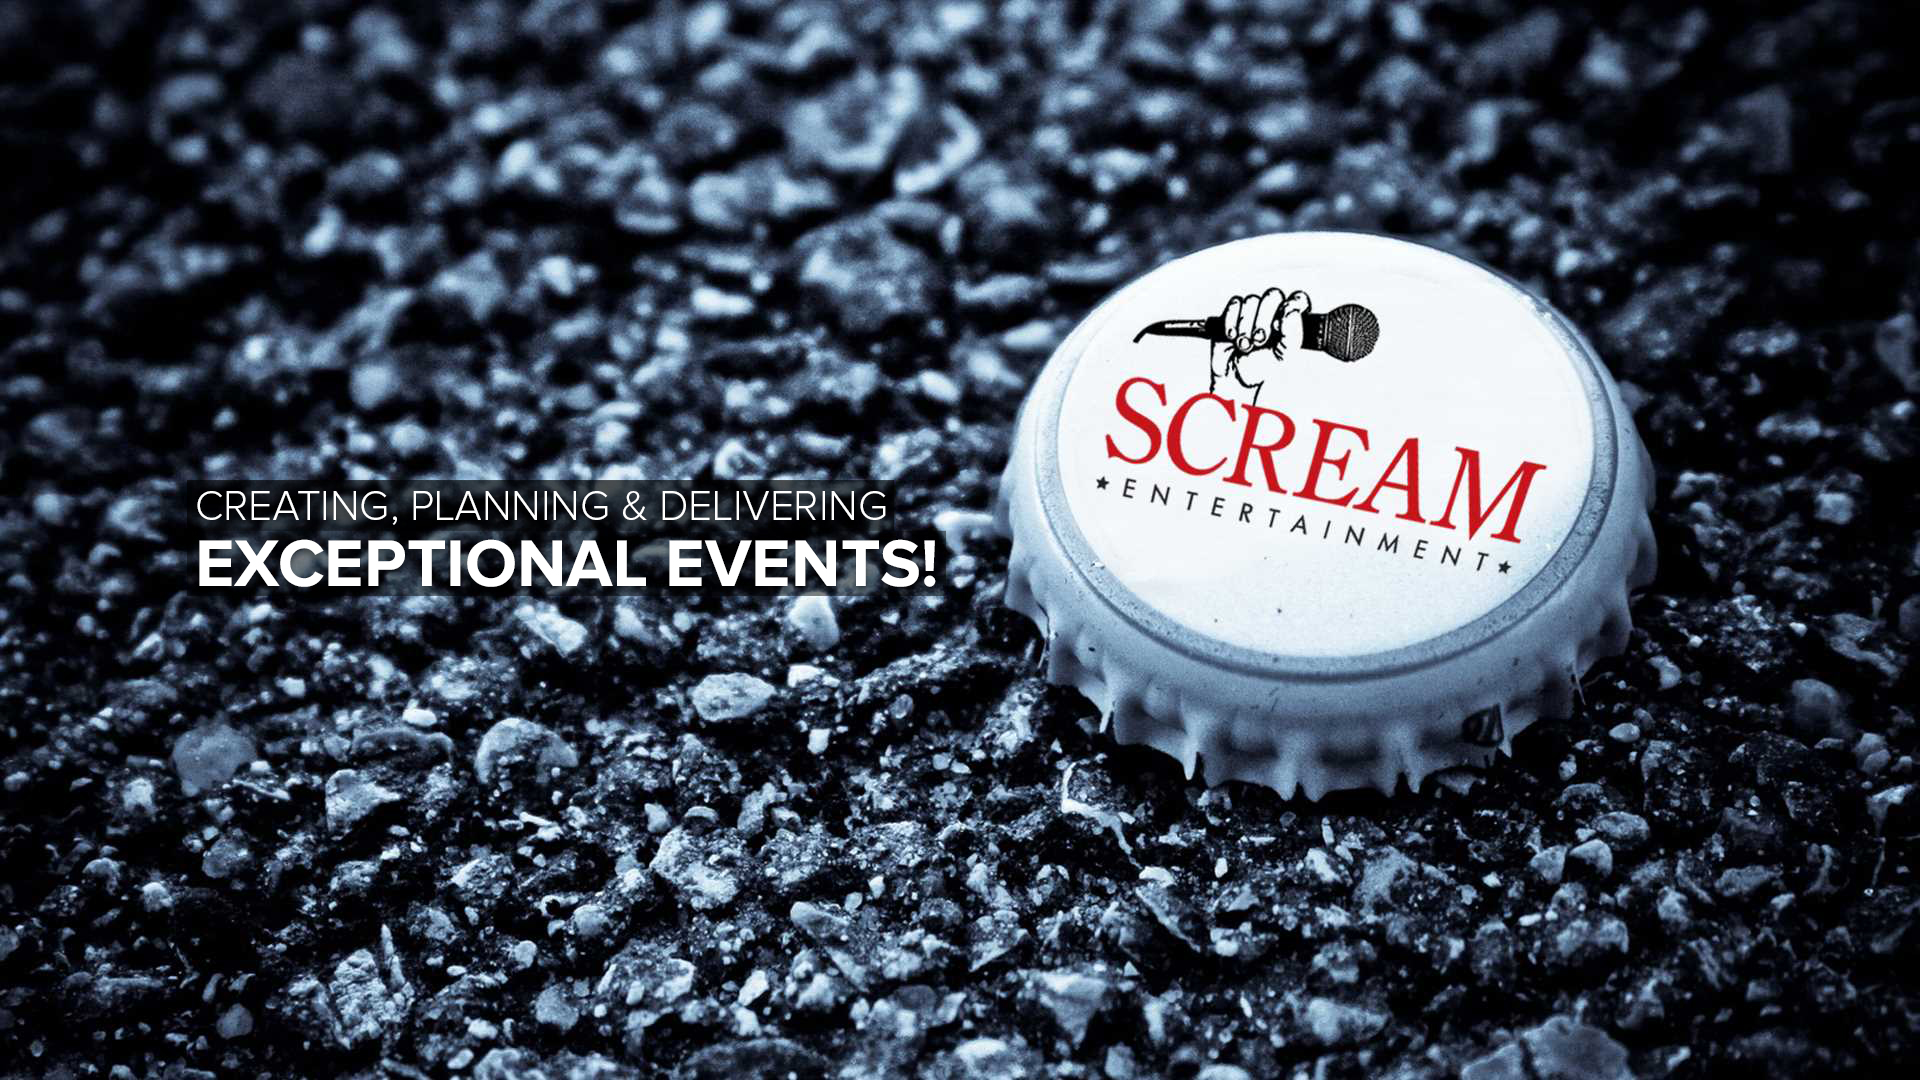 CREATING, PLANNING & DELIVERING
EXCEPTIONAL EVENTS!
SCREAM
★ENTERTAINMENT★